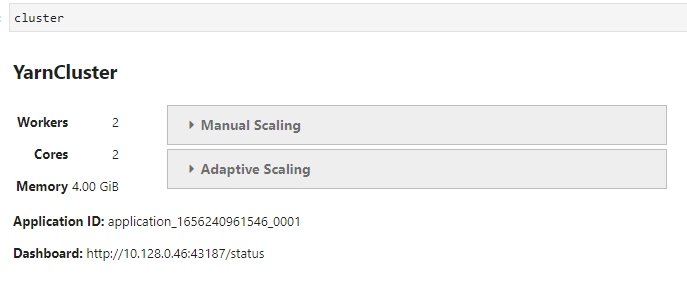 cluster
YarnCluster
Workers 2
Manual Scaling
Cores 2
Adaptive Scaling
Memory 4.00 GiB
Application ID: application_1656240961546_0001
Dashboard: http://10.128.0.46:43187/status